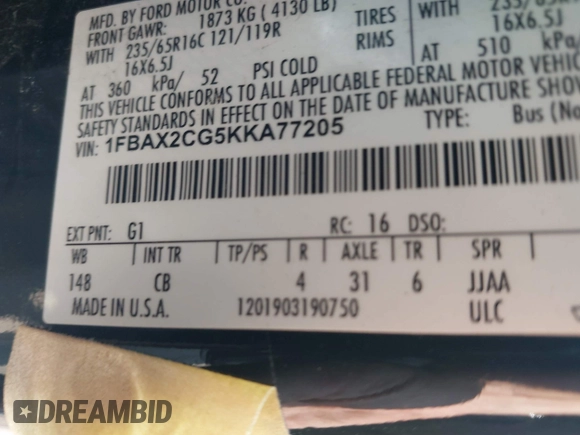 MFD. BY FORD MOTOR CO.
FRONT GAWR: 1873 KG ( 4130 LB) TIRES WITH 235/65R
WITH 235/65R16C 121/119R RIMS 16X6.5J
16X6.5J
AT 360 kPa/ 52 PSI COLD AT 510 kPa/
THIS VEHICLE CONFORMS TO ALL APPLICABLE FEDERAL MOTOR VEHIC
SAFETY STANDARDS IN EFFECT ON THE DATE OF MANUFACTURE SHOW
VIN: 1FBAX2CG5KKA77205 TYPE: Bus (No
EXT PNT: G1 RC: 16 DSO:
WB INT TR TP/PS R AXLE TR SPR
148 CB 4 31 6 JJAA
MADE IN U.S.A. 1201903190750 ULC
DREAMBID